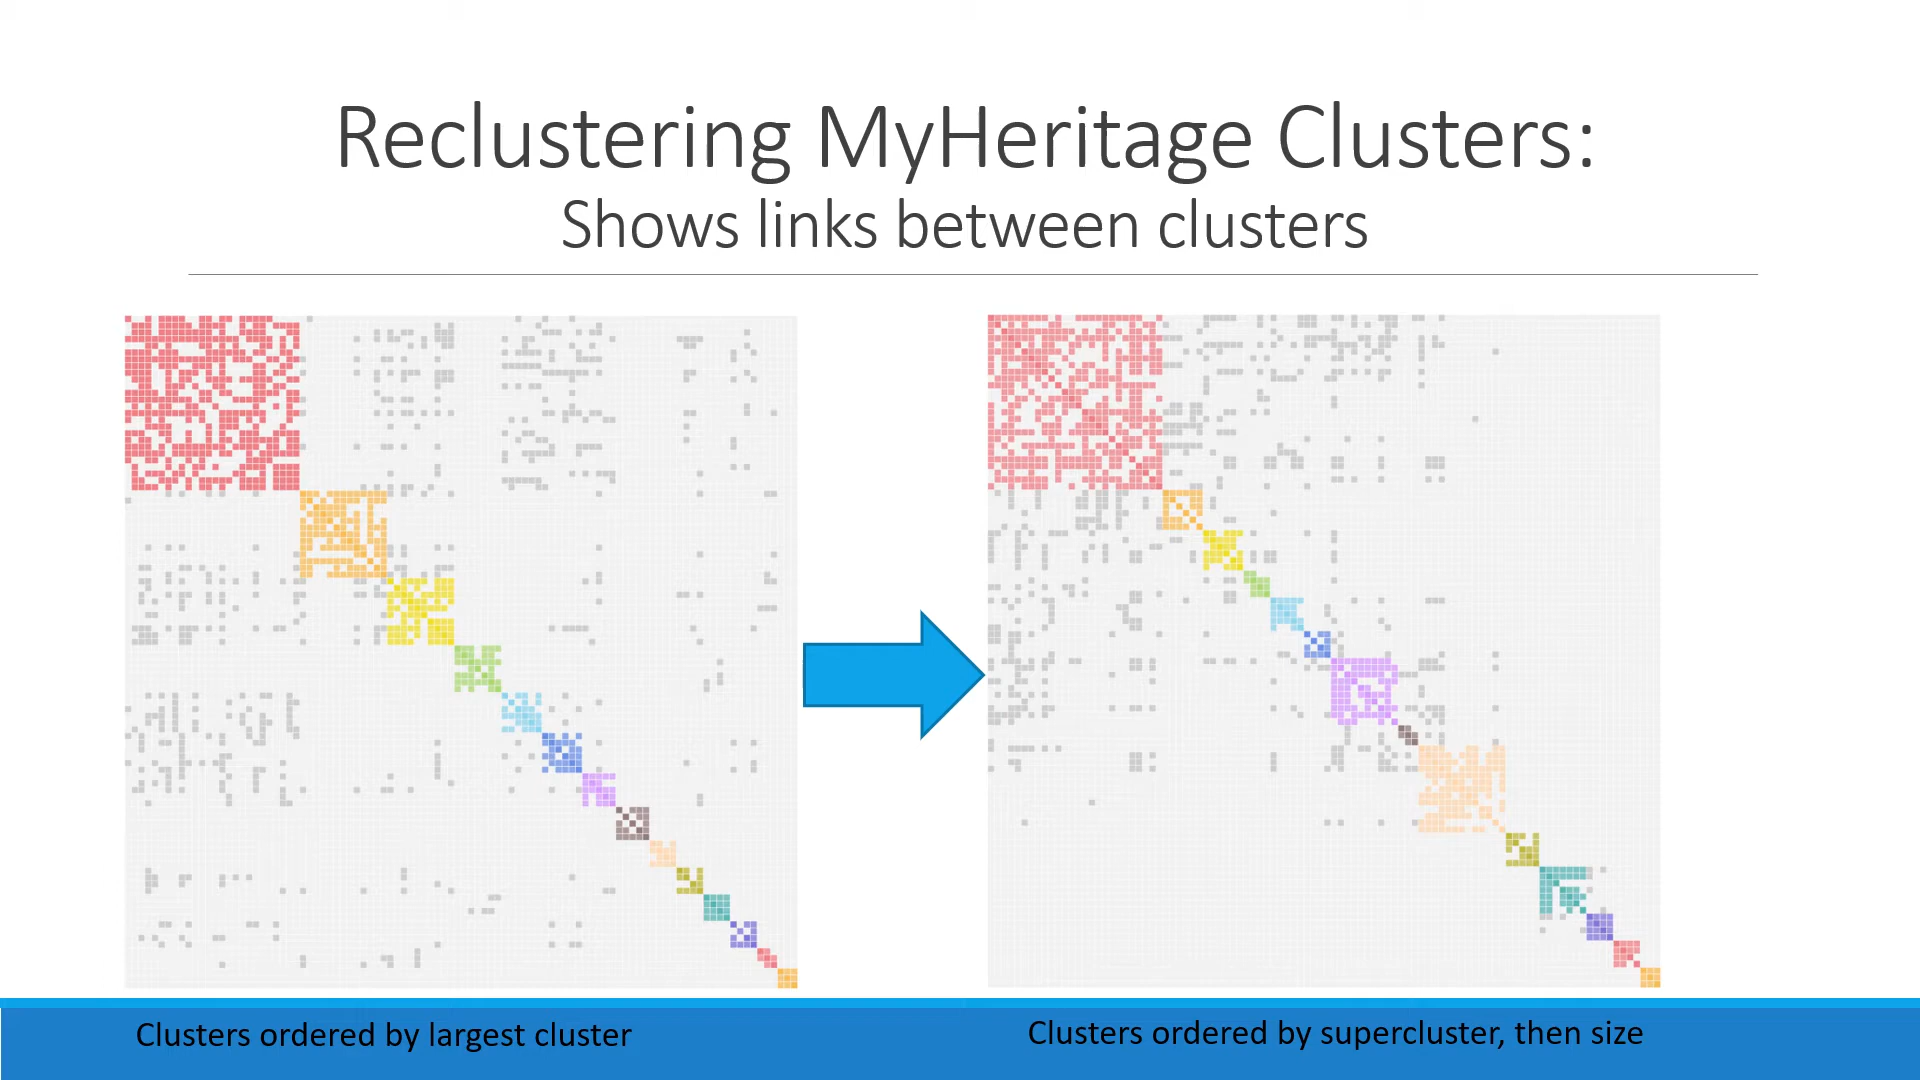 Reclustering MyHeritage Clusters:
Shows links between clusters
Clusters ordered by largest cluster
Clusters ordered by supercluster, then size